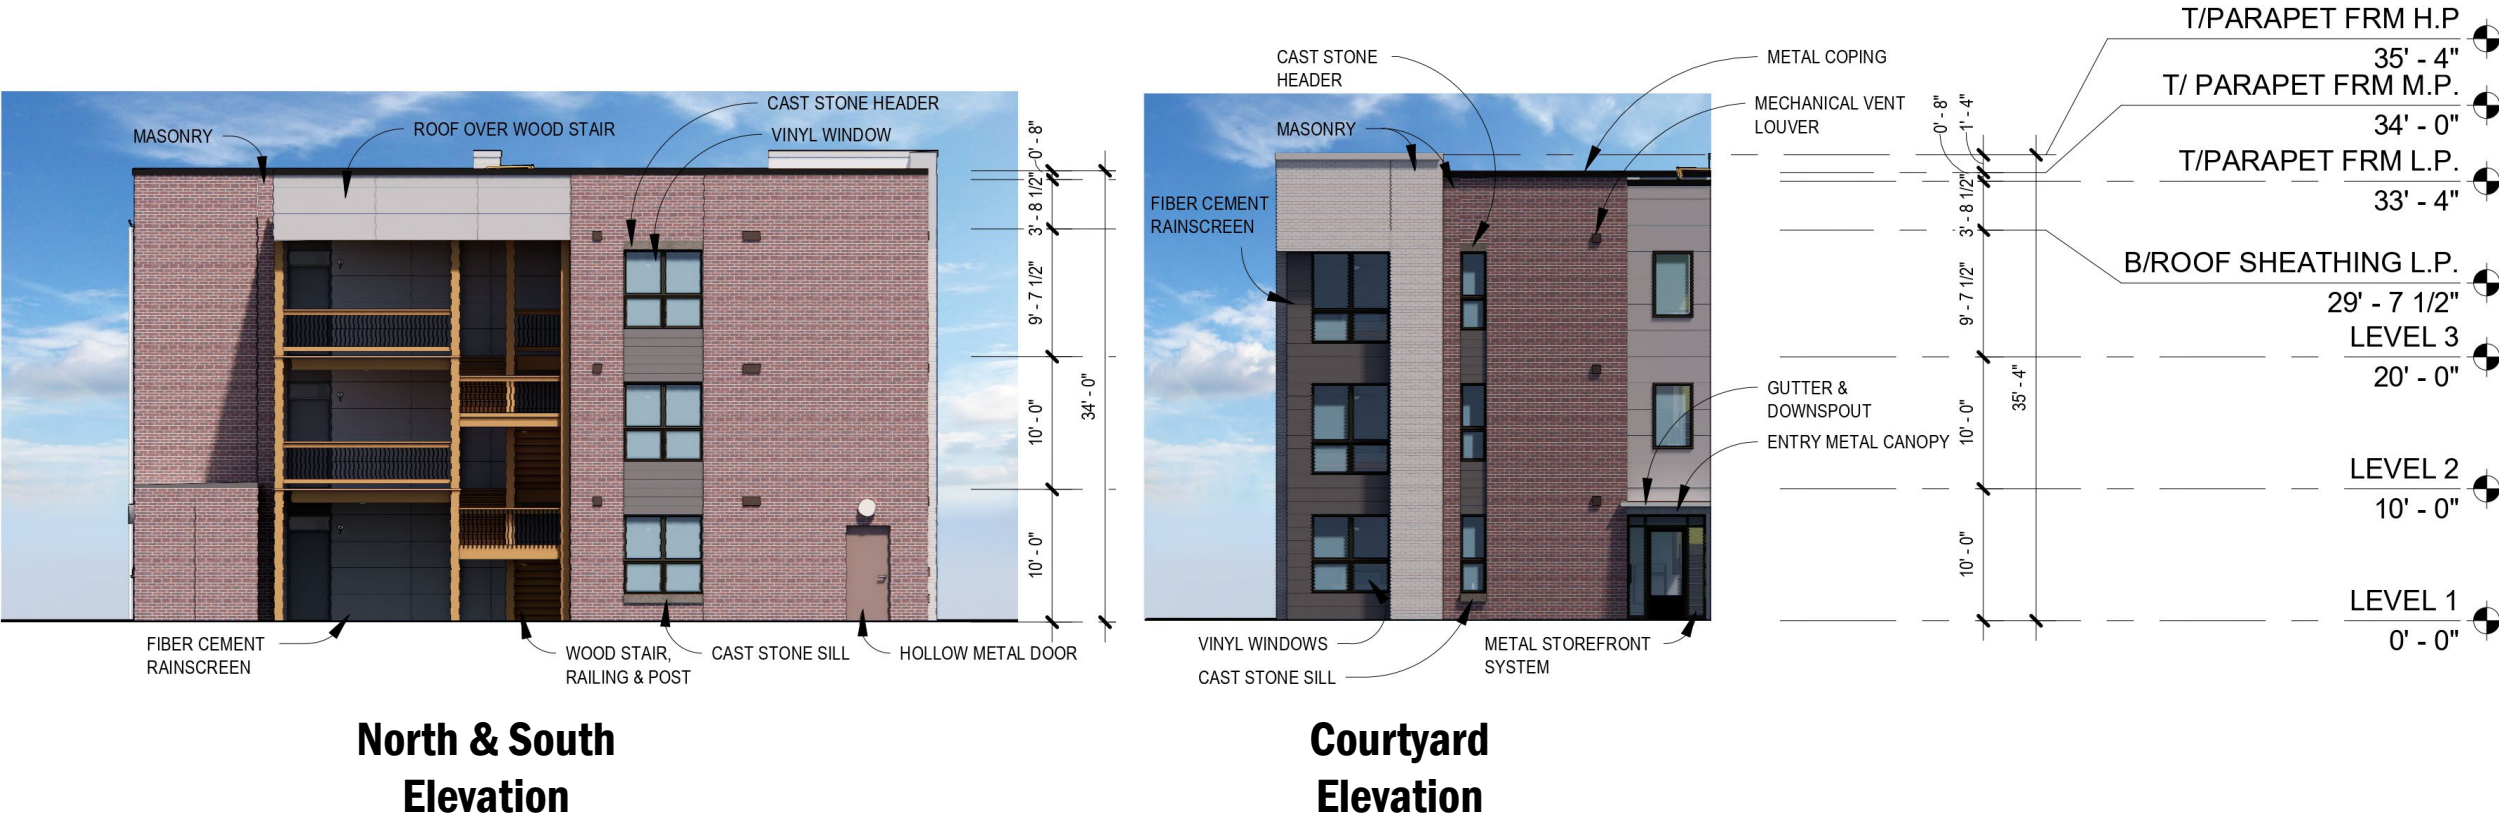 MASONRY
ROOF OVER WOOD STAIR
CAST STONE HEADER
VINYL WINDOW
0' - 8"
3' - 8 1/2"
9' - 7 1/2"
10' - 0"
10' - 0"
34' - 0"
FIBER CEMENT
RAINSCREEN
WOOD STAIR,
RAILING & POST
CAST STONE SILL
HOLLOW METAL DOOR
North & South
Elevation
CAST STONE
HEADER
MASONRY
FIBER CEMENT
RAINSCREEN
METAL COPING
MECHANICAL VENT
LOUVER
GUTTER &
DOWNSPOUT
ENTRY METAL CANOPY
VINYL WINDOWS
CAST STONE SILL
METAL STOREFRONT
SYSTEM
0' - 8"
1' - 4"
3' - 8 1/2"
9' - 7 1/2"
10' - 0"
10' - 0"
35' - 4"
T/PARAPET FRM H.P
35' - 4"
T/ PARAPET FRM M.P.
34' - 0"
T/PARAPET FRM L.P.
33' - 4"
B/ROOF SHEATHING L.P.
29' - 7 1/2"
LEVEL 3
20' - 0"
LEVEL 2
10' - 0"
LEVEL 1
0' - 0"
Courtyard
Elevation